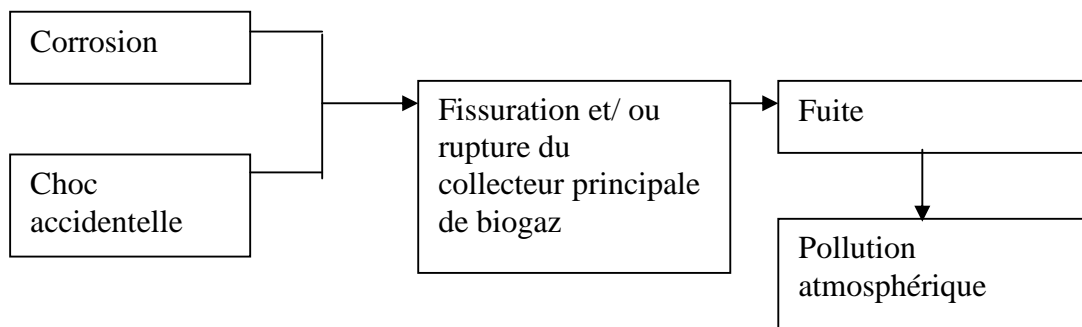 Corrosion
Choc
accidentelle
Fissuration et/ ou
rupture du
collecteur principale
de biogaz
Fuite
Pollution
atmosphérique